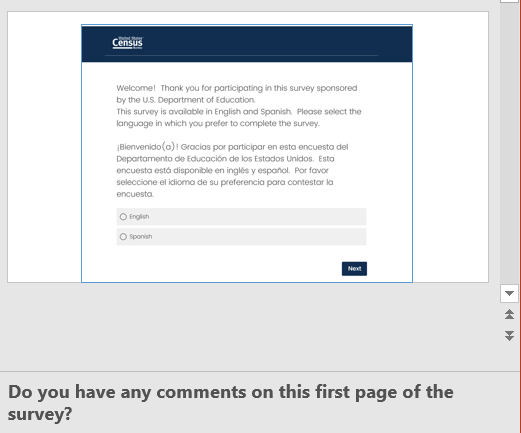 United States®
Census
Bureau
Welcome!  Thank you for participating in this survey sponsored
by the U.S. Department of Education.
This survey is available in English and Spanish.  Please select the
language in which you prefer to complete the survey.
¡Bienvenido(a)! Gracias por participar en esta encuesta del
Departamento de Educación de los Estados Unidos.  Esta
encuesta está disponible en inglés y español.  Por favor
seleccione el idioma de su preferencia para contestar la
encuesta.
English
Spanish
Next
Do you have any comments on this first page of the
survey?